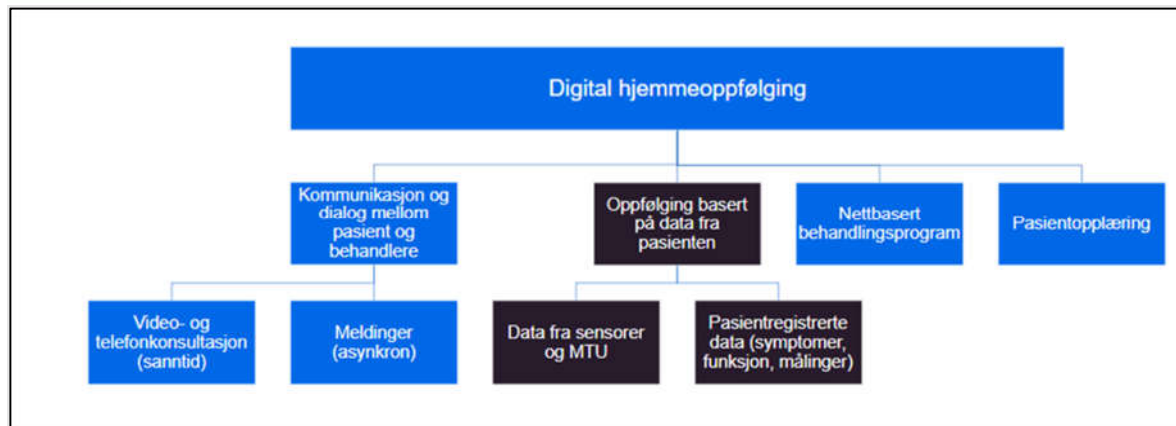 Digital hjemmeoppfølging
Kommunikasjon og
dialog mellom
pasient og
behandlere
Oppfølging basert
på data fra
pasienten
Nettbasert
behandlingsprogram
Pasientopplæring
Video- og
telefonkonsultasjon
(sanntid)
Meldinger
(asynkron)
Data fra sensorer
og MTU
Pasientregistrerte
data (symptomer,
funksjon, målinger)